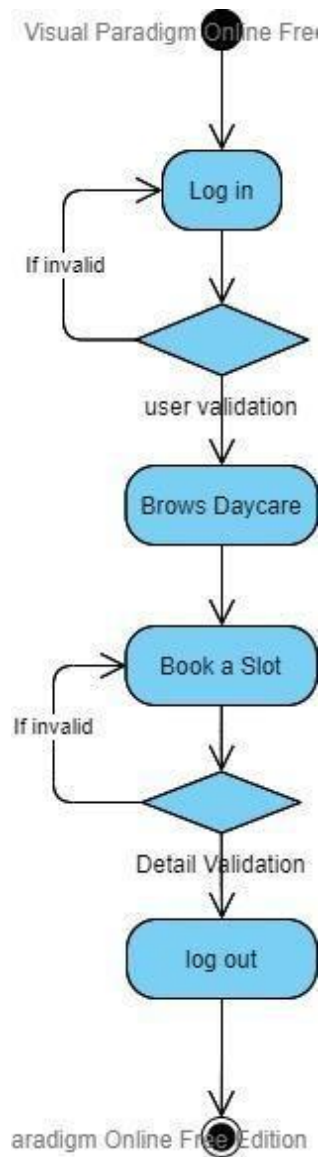 Visual Paradigm Online Free
Log in
If invalid
user validation
Brows Daycare
Book a Slot
If invalid
Detail Validation
log out
aradigm Online Free Edition